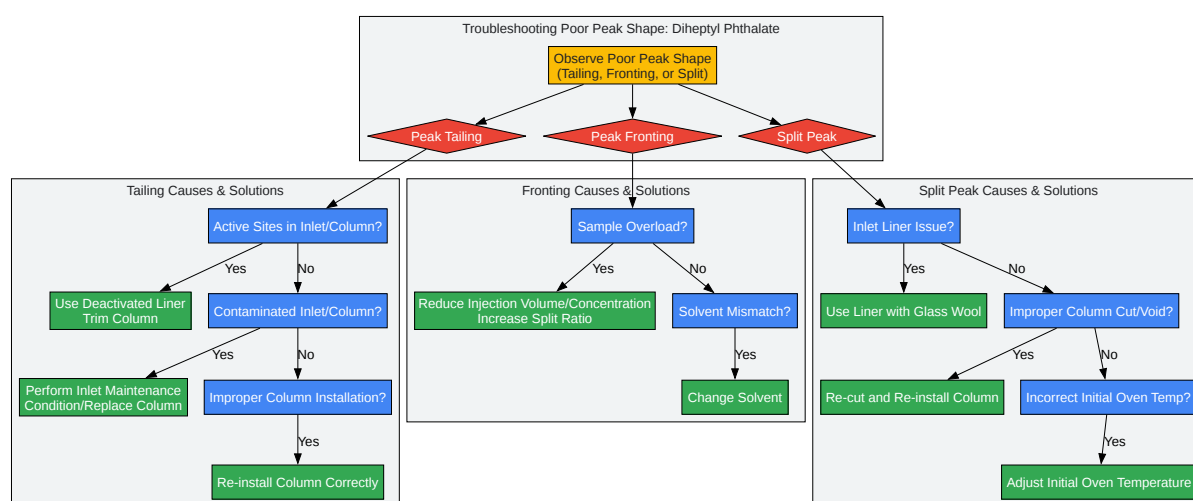 Troubleshooting Poor Peak Shape: Diheptyl Phthalate
Observe Poor Peak Shape
(Tailing, Fronting, or Split)
Peak Tailing
Peak Fronting
Split Peak
Tailing Causes & Solutions
Active Sites in Inlet/Column?
Yes
No
Use Deactivated Liner
Trim Column
Contaminated Inlet/Column?
Yes
No
Perform Inlet Maintenance
Condition/Replace Column
Improper Column Installation?
Yes
Re-install Column Correctly
Fronting Causes & Solutions
Sample Overload?
Yes
No
Reduce Injection Volume/Concentration
Increase Split Ratio
Solvent Mismatch?
Yes
Change Solvent
Split Peak Causes & Solutions
Inlet Liner Issue?
Yes
No
Use Liner with Glass Wool
Improper Column Cut/Void?
Yes
No
Re-cut and Re-install Column
Incorrect Initial Oven Temp?
Yes
Adjust Initial Oven Temperature